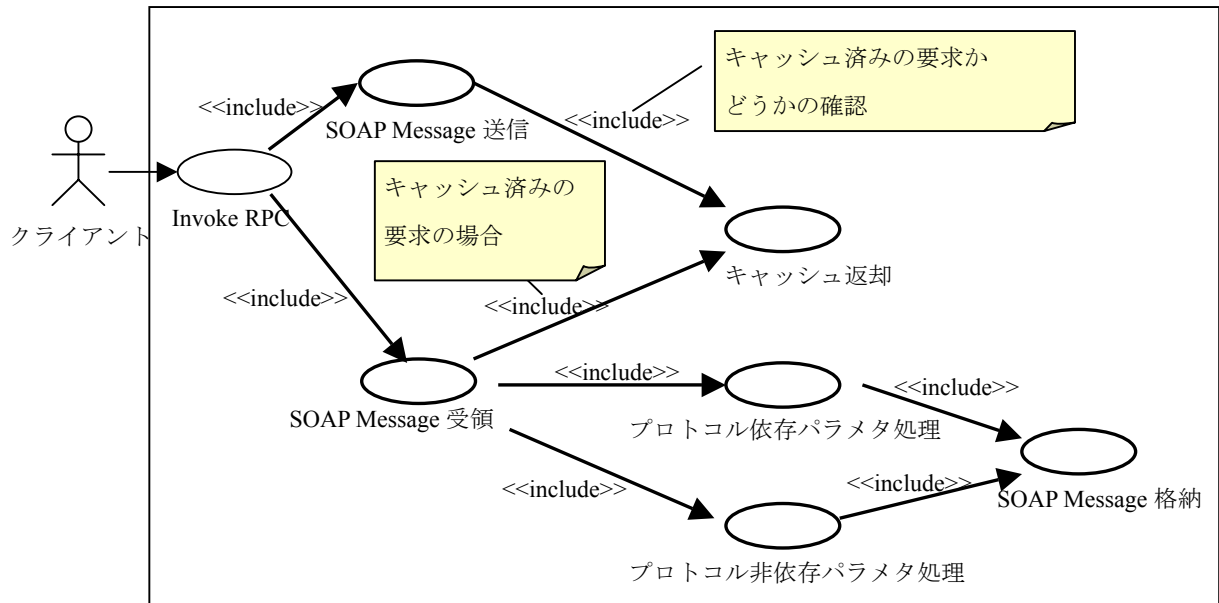 キャッシュ済みの要求か
どうかの確認
<<include>>
SOAP Message 送信
<<include>>
クライアント
Invoke RPC
キャッシュ済みの
要求の場合
キャッシュ返却
<<include>>
<<include>>
SOAP Message 受領
<<include>>
プロトコル依存パラメタ処理
<<include>>
<<include>>
プロトコル非依存パラメタ処理
<<include>>
SOAP Message 格納